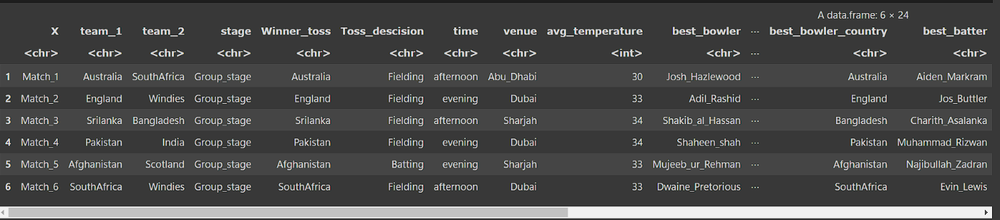 A data.frame: 6 × 24
X team_1 team_2 stage Winner_toss Toss_descision time venue avg_temperature best_bowler ... best_bowler_country best_batter
<chr> <chr> <chr> <chr> <chr> <chr> <chr> <chr> <int> <chr> ... <chr> <chr>
1 Match_1 Australia SouthAfrica Group_stage Australia Fielding afternoon Abu_Dhabi 30 Josh_Hazlewood ... Australia Aiden_Markram
2 Match_2 England Windies Group_stage England Fielding evening Dubai 33 Adil_Rashid ... England Jos_Buttler
3 Match_3 Srilanka Bangladesh Group_stage Srilanka Fielding afternoon Sharjah 34 Shakib_al_Hassan ... Bangladesh Charith_Asalanka
4 Match_4 Pakistan India Group_stage Pakistan Fielding evening Dubai 34 Shaheen_shah ... Pakistan Muhammad_Rizwan
5 Match_5 Afghanistan Scotland Group_stage Afghanistan Batting evening Sharjah 33 Mujeeb_ur_Rehman ... Afghanistan Najibullah_Zadran
6 Match_6 SouthAfrica Windies Group_stage SouthAfrica Fielding afternoon Dubai 33 Dwaine_Pretorious ... SouthAfrica Evin_Lewis